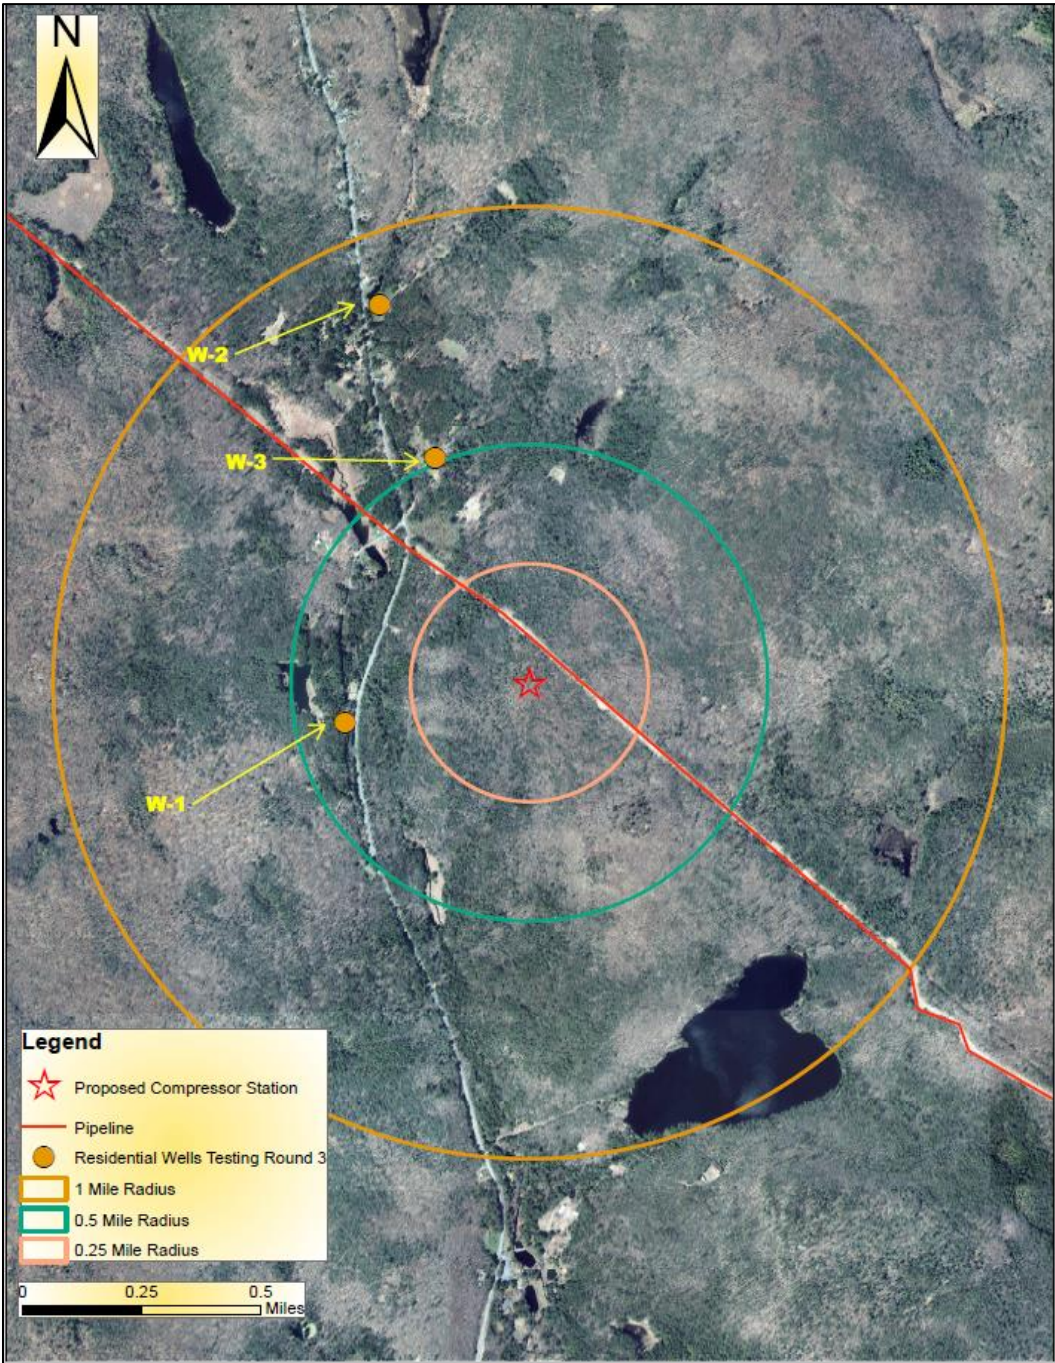 N
W-2
W-3
W-1
Legend
Proposed Compressor Station
Pipeline
Residential Wells Testing Round 3
1 Mile Radius
0.5 Mile Radius
0.25 Mile Radius
0 0.25 0.5
Miles